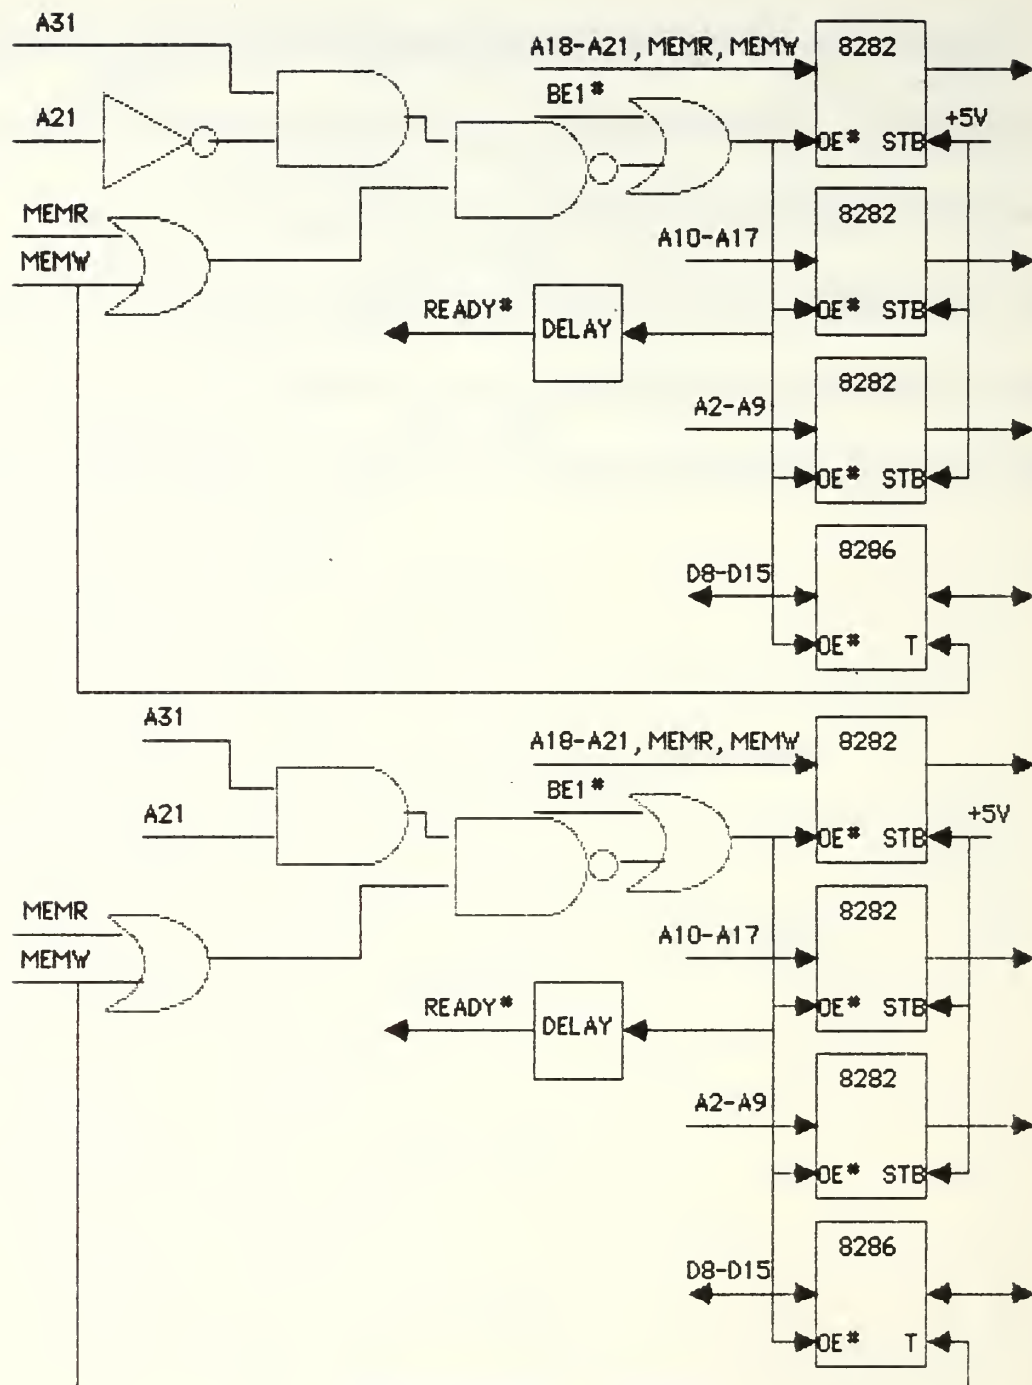 A31
A18-A21, MEMR, MEMW
8282
BE1*
A21
+5V
OE* STB
MEMR
8282
A10-A17
MEMW
READY*
OE* STB
DELAY
8282
A2-A9
OE* STB
8286
D8-D15
OE* T
A31
A18-A21, MEMR, MEMW
8282
BE1*
A21
+5V
OE* STB
MEMR
8282
A10-A17
MEMW
READY*
OE* STB
DELAY
8282
A2-A9
OE* STB
8286
D8-D15
OE* T